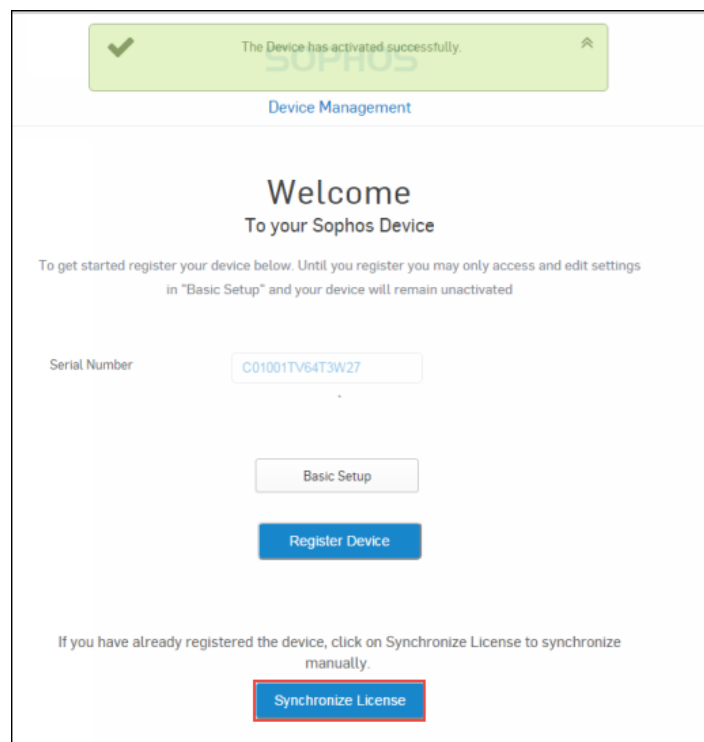 The Device has activated successfully.
SOPHOS
Device Management
Welcome
To your Sophos Device
To get started register your device below. Until you register you may only access and edit settings
in "Basic Setup" and your device will remain unactivated
Serial Number C01001TV64T3W27
Basic Setup
Register Device
If you have already registered the device, click on Synchronize License to synchronize
manually.
Synchronize License